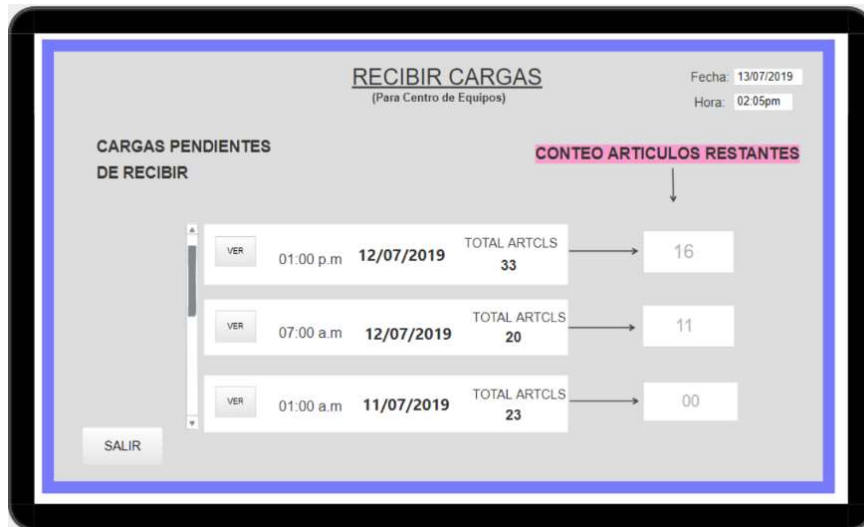 RECIBIR CARGAS
(Para Centro de Equipos)
Fecha: 13/07/2019
Hora: 02:05pm
CARGAS PENDIENTES
DE RECIBIR
CONTEO ARTICULOS RESTANTES
VER 01:00 p.m 12/07/2019 TOTAL ARTCLS
33
16
VER 07:00 a.m 12/07/2019 TOTAL ARTCLS
20
11
VER 01:00 a.m 11/07/2019 TOTAL ARTCLS
23
00
SALIR